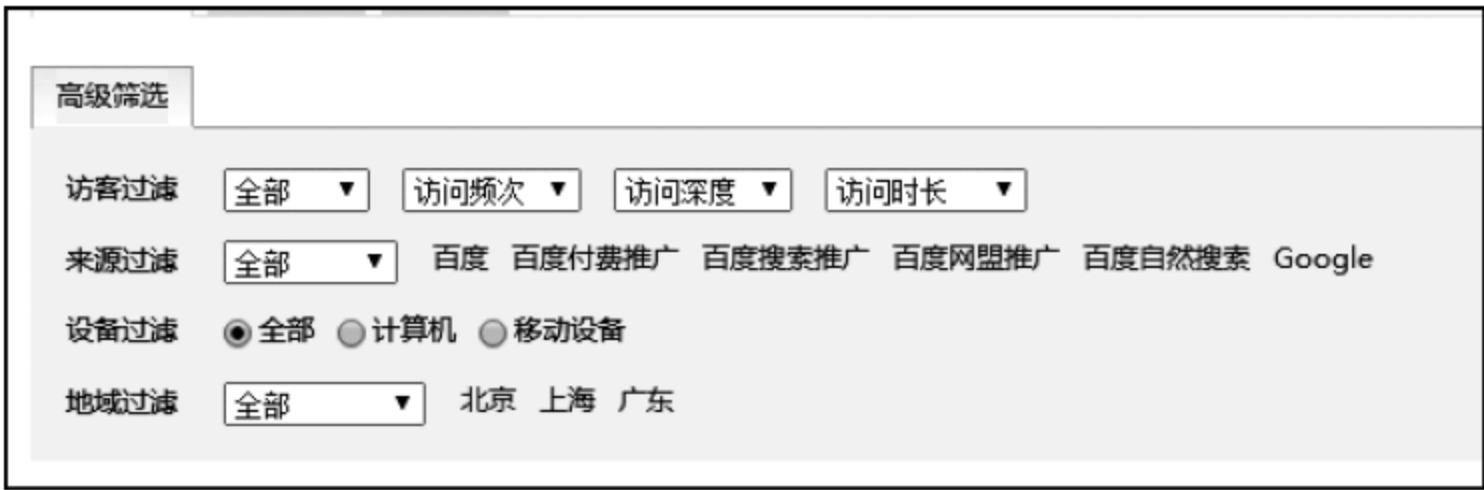 高级筛选
访客过滤 全部 访问频次 访问深度 访问时长
来源过滤 全部 百度 百度付费推广 百度搜索推广 百度网盟推广 百度自然搜索 Google
设备过滤 全部 计算机 移动设备
地域过滤 全部 北京 上海 广东